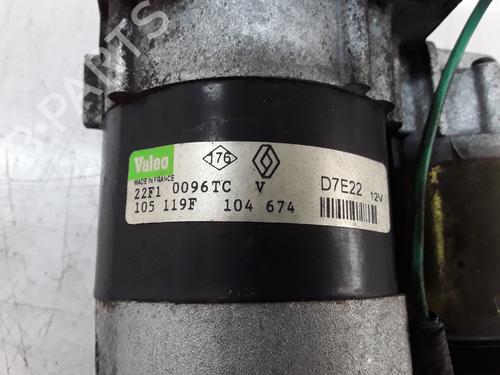 Valeo
MADE IN FRANCE
176
D7E22 12V
22F1 0096TC V
105 119F 104 674
B-PARTS